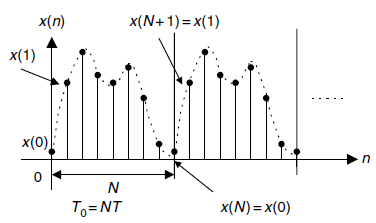 x(n)
x(N+1)=x(1)
x(1)
x(0)
n
0
N
T₀=NT
x(N)=x(0)